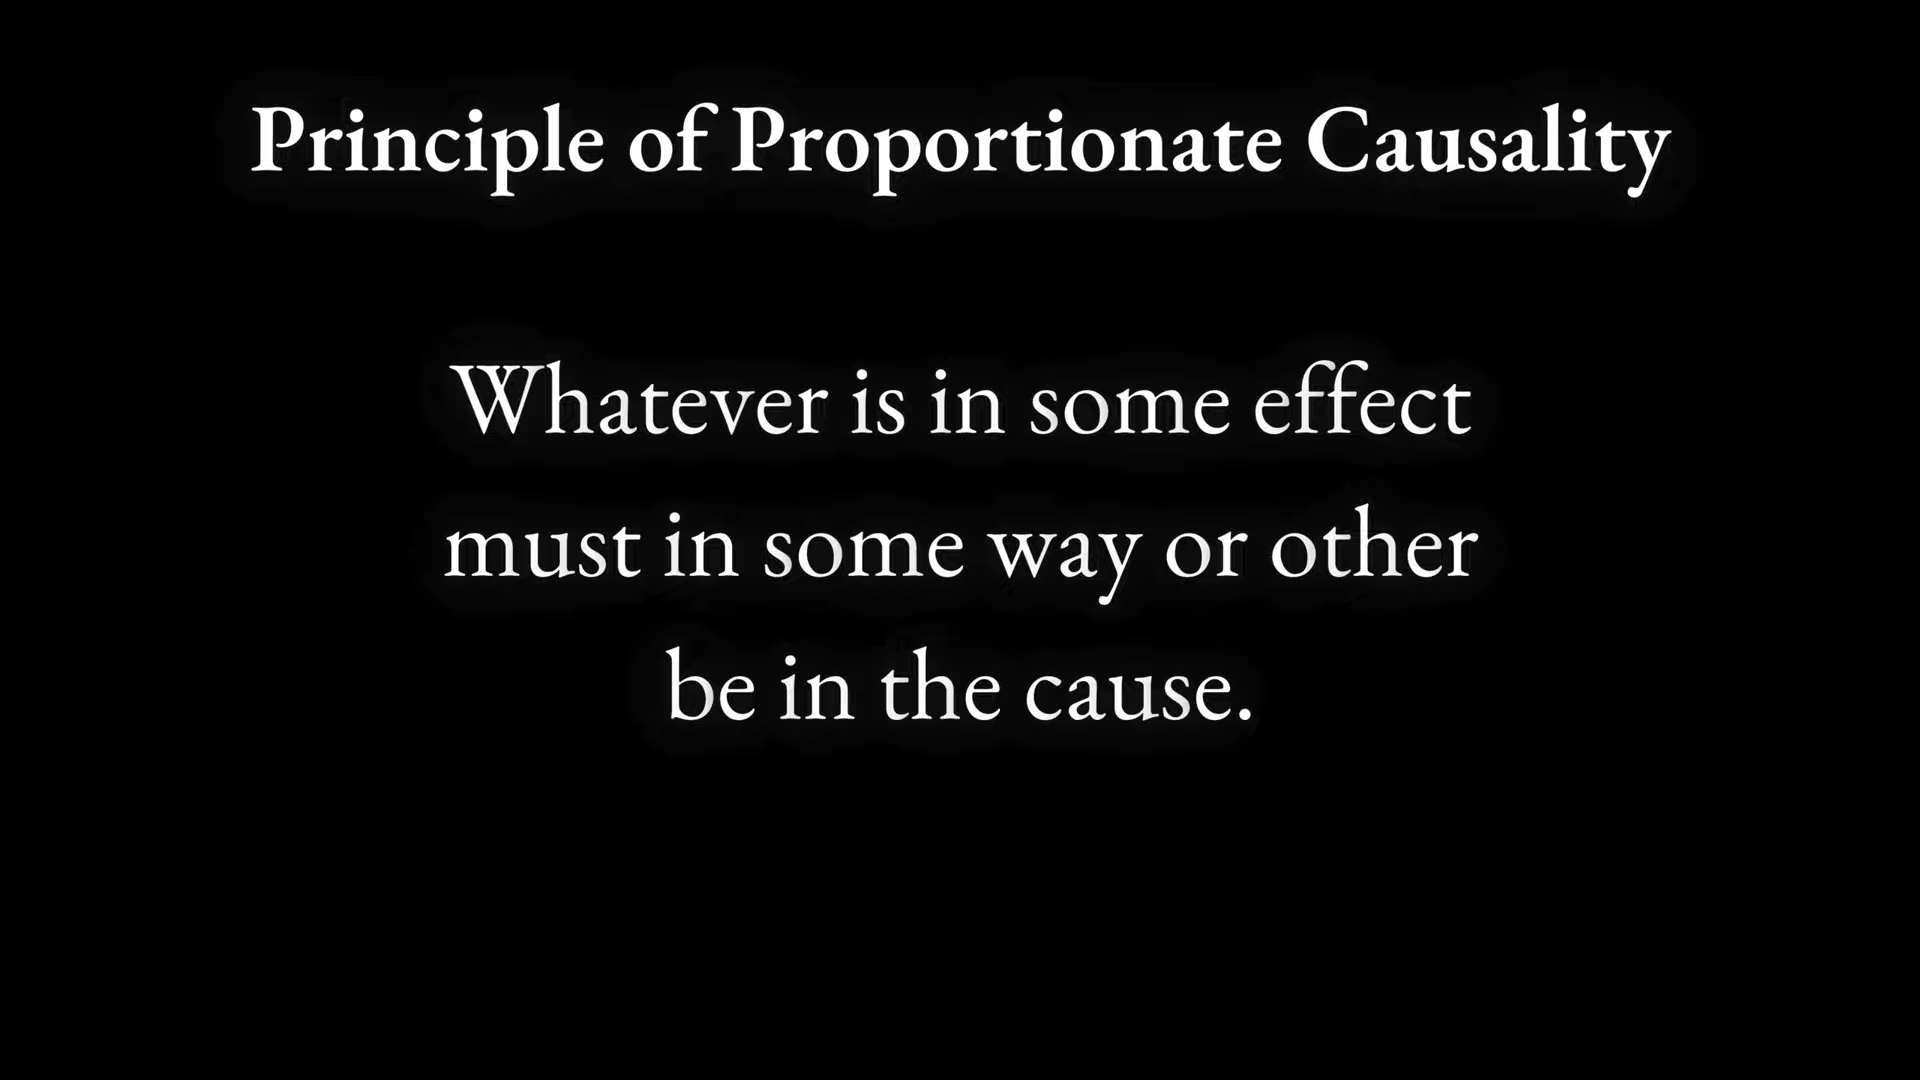 Principle of Proportionate Causality
Whatever is in some effect
must in some way or other
be in the cause.